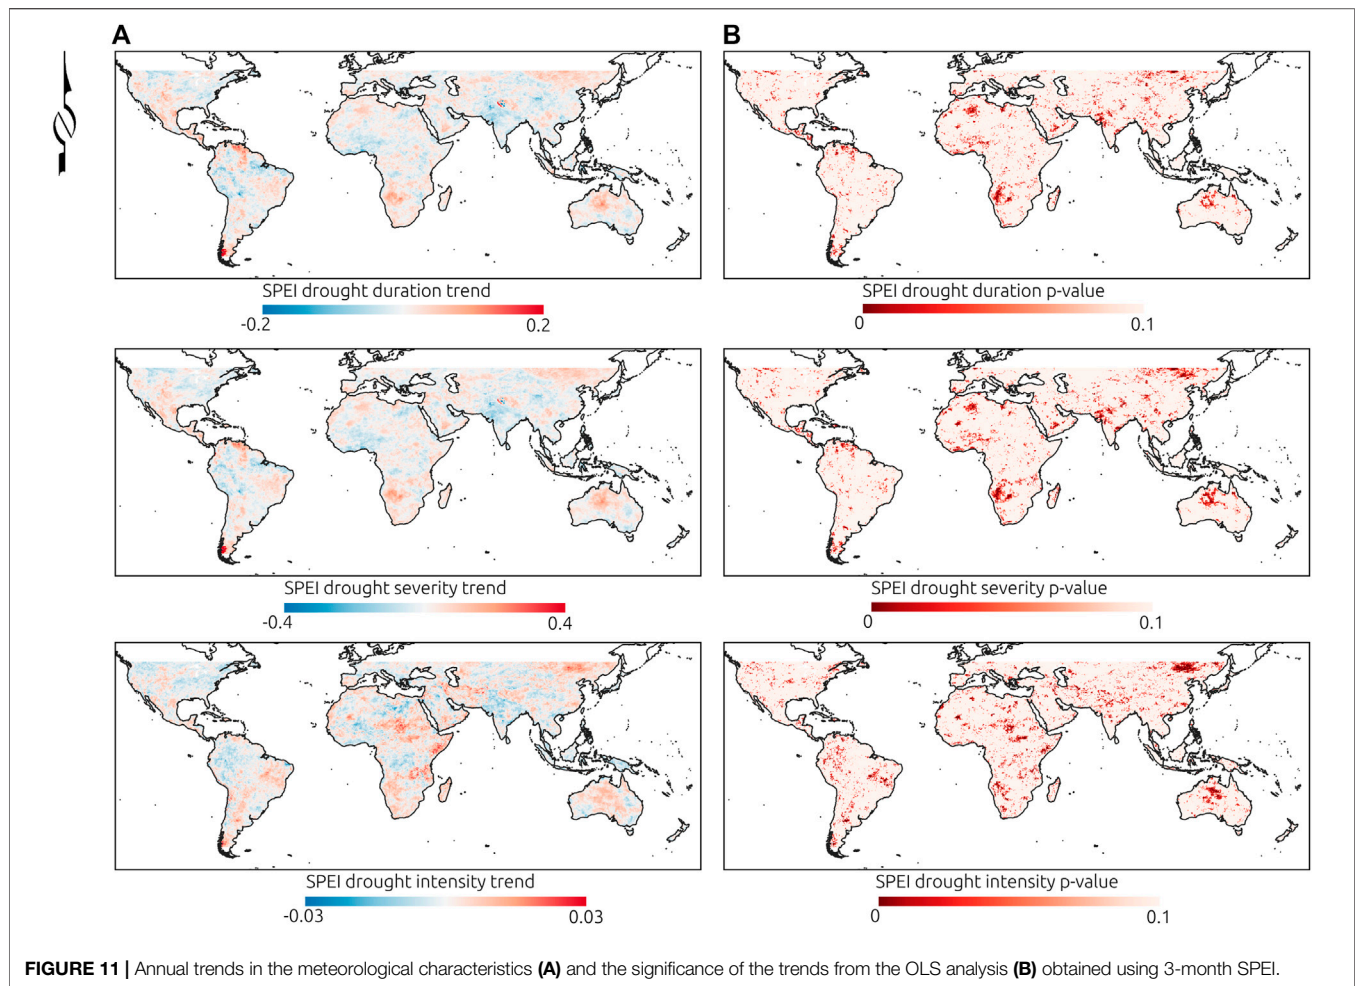 A
B
SPEI drought duration trend
-0.2 0.2
SPEI drought duration p-value
0 0.1
SPEI drought severity trend
-0.4 0.4
SPEI drought severity p-value
0 0.1
SPEI drought intensity trend
-0.03 0.03
SPEI drought intensity p-value
0 0.1
FIGURE 11 | Annual trends in the meteorological characteristics (A) and the significance of the trends from the OLS analysis (B) obtained using 3-month SPEI.